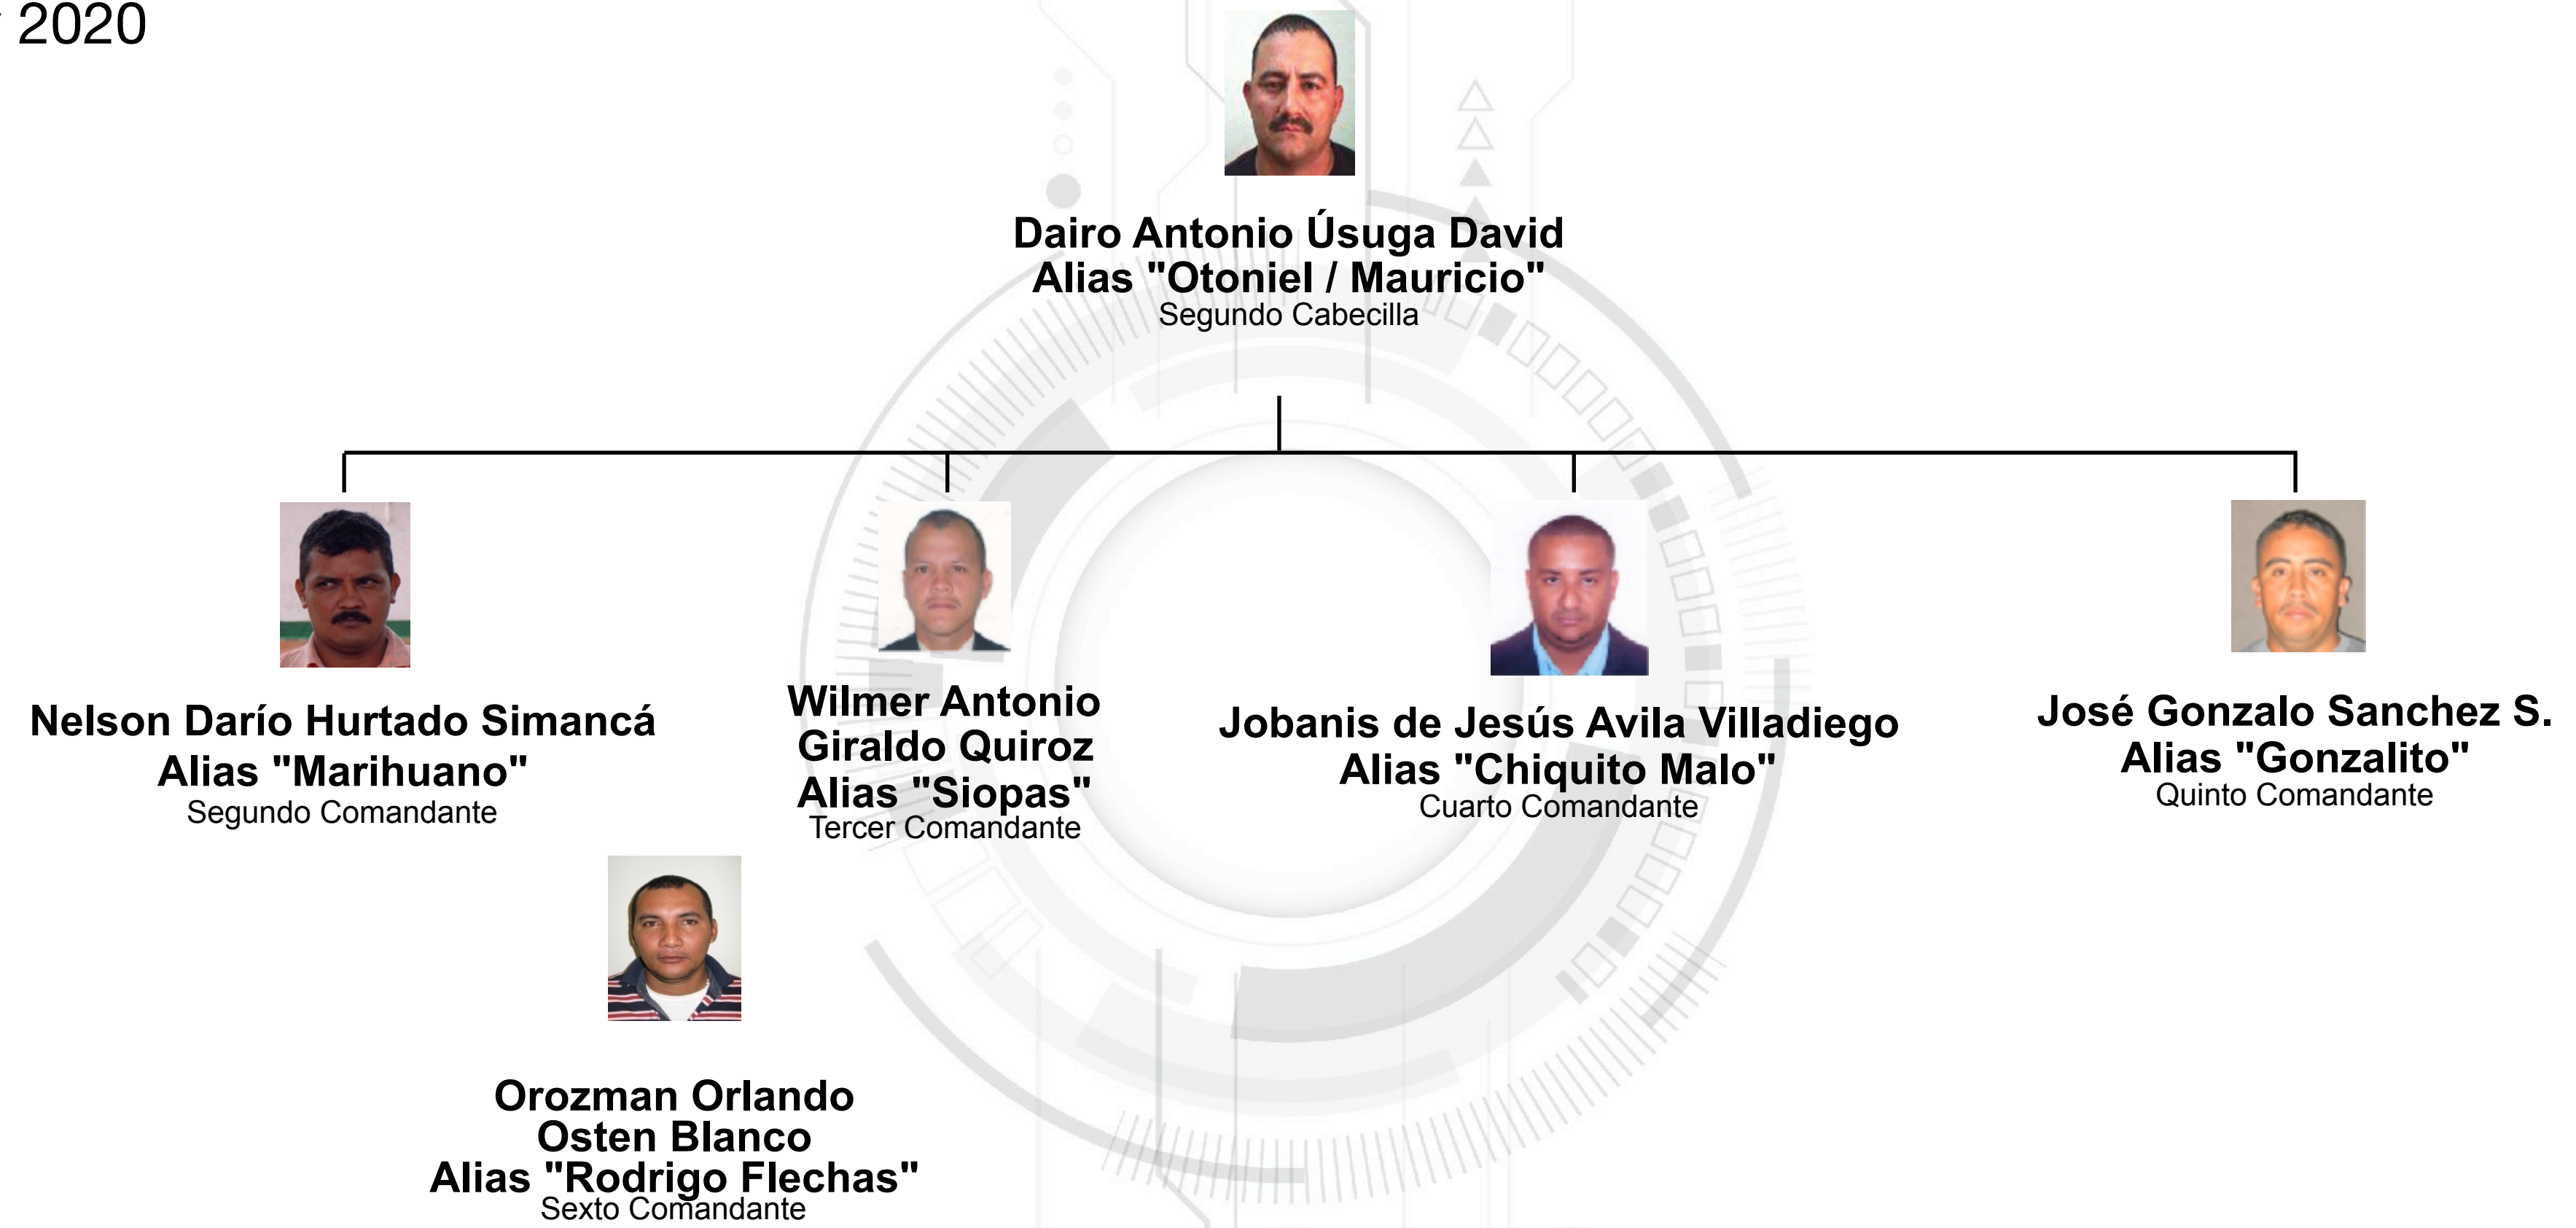 2020
Dairo Antonio Úsuga David
Alias "Otoniel / Mauricio"
Segundo Cabecilla
Nelson Darío Hurtado Simancá
Alias "Marihuano"
Segundo Comandante
Wilmer Antonio
Giraldo Quiroz
Alias "Siopas"
Tercer Comandante
Jobanis de Jesús Avila Villadiego
Alias "Chiquito Malo"
Cuarto Comandante
José Gonzalo Sanchez S.
Alias "Gonzalito"
Quinto Comandante
Orozman Orlando
Osten Blanco
Alias "Rodrigo Flechas"
Sexto Comandante